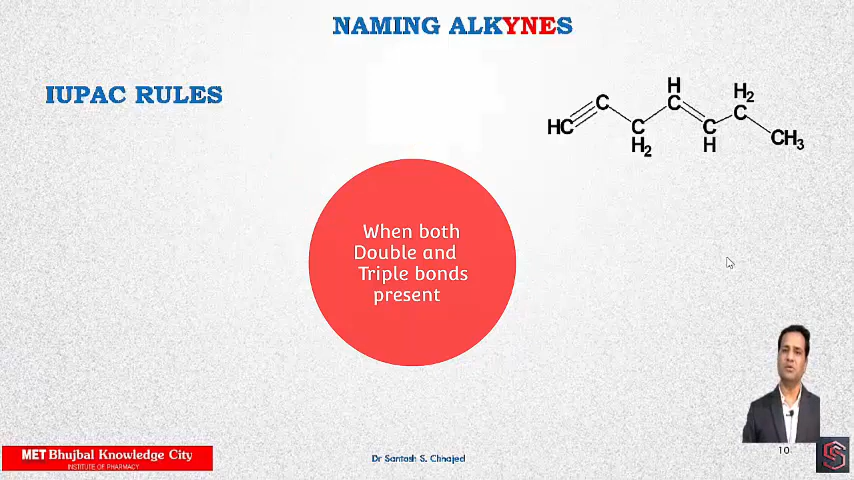 NAMING ALKYNES
IUPAC RULES
H
H2
HC
C
C
C
CH3
C
H2
C
H
When both
Double and
Triple bonds
present
MET Bhujbal Knowledge City
INSTITUTE OF PHARMACY
Dr Santosh S. Chhajed
10